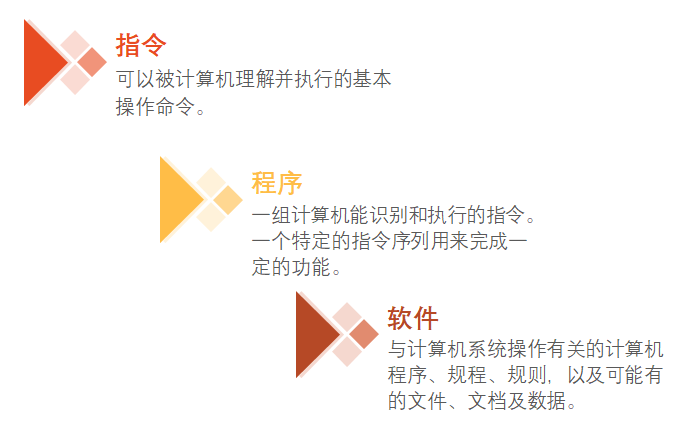 指令
可以被计算机理解并执行的基本
操作命令。
程序
一组计算机能识别和执行的指令。
一个特定的指令序列用来完成一
定的功能。
软件
与计算机系统操作有关的计算机
程序、规程、规则，以及可能有
的文件、文档及数据。